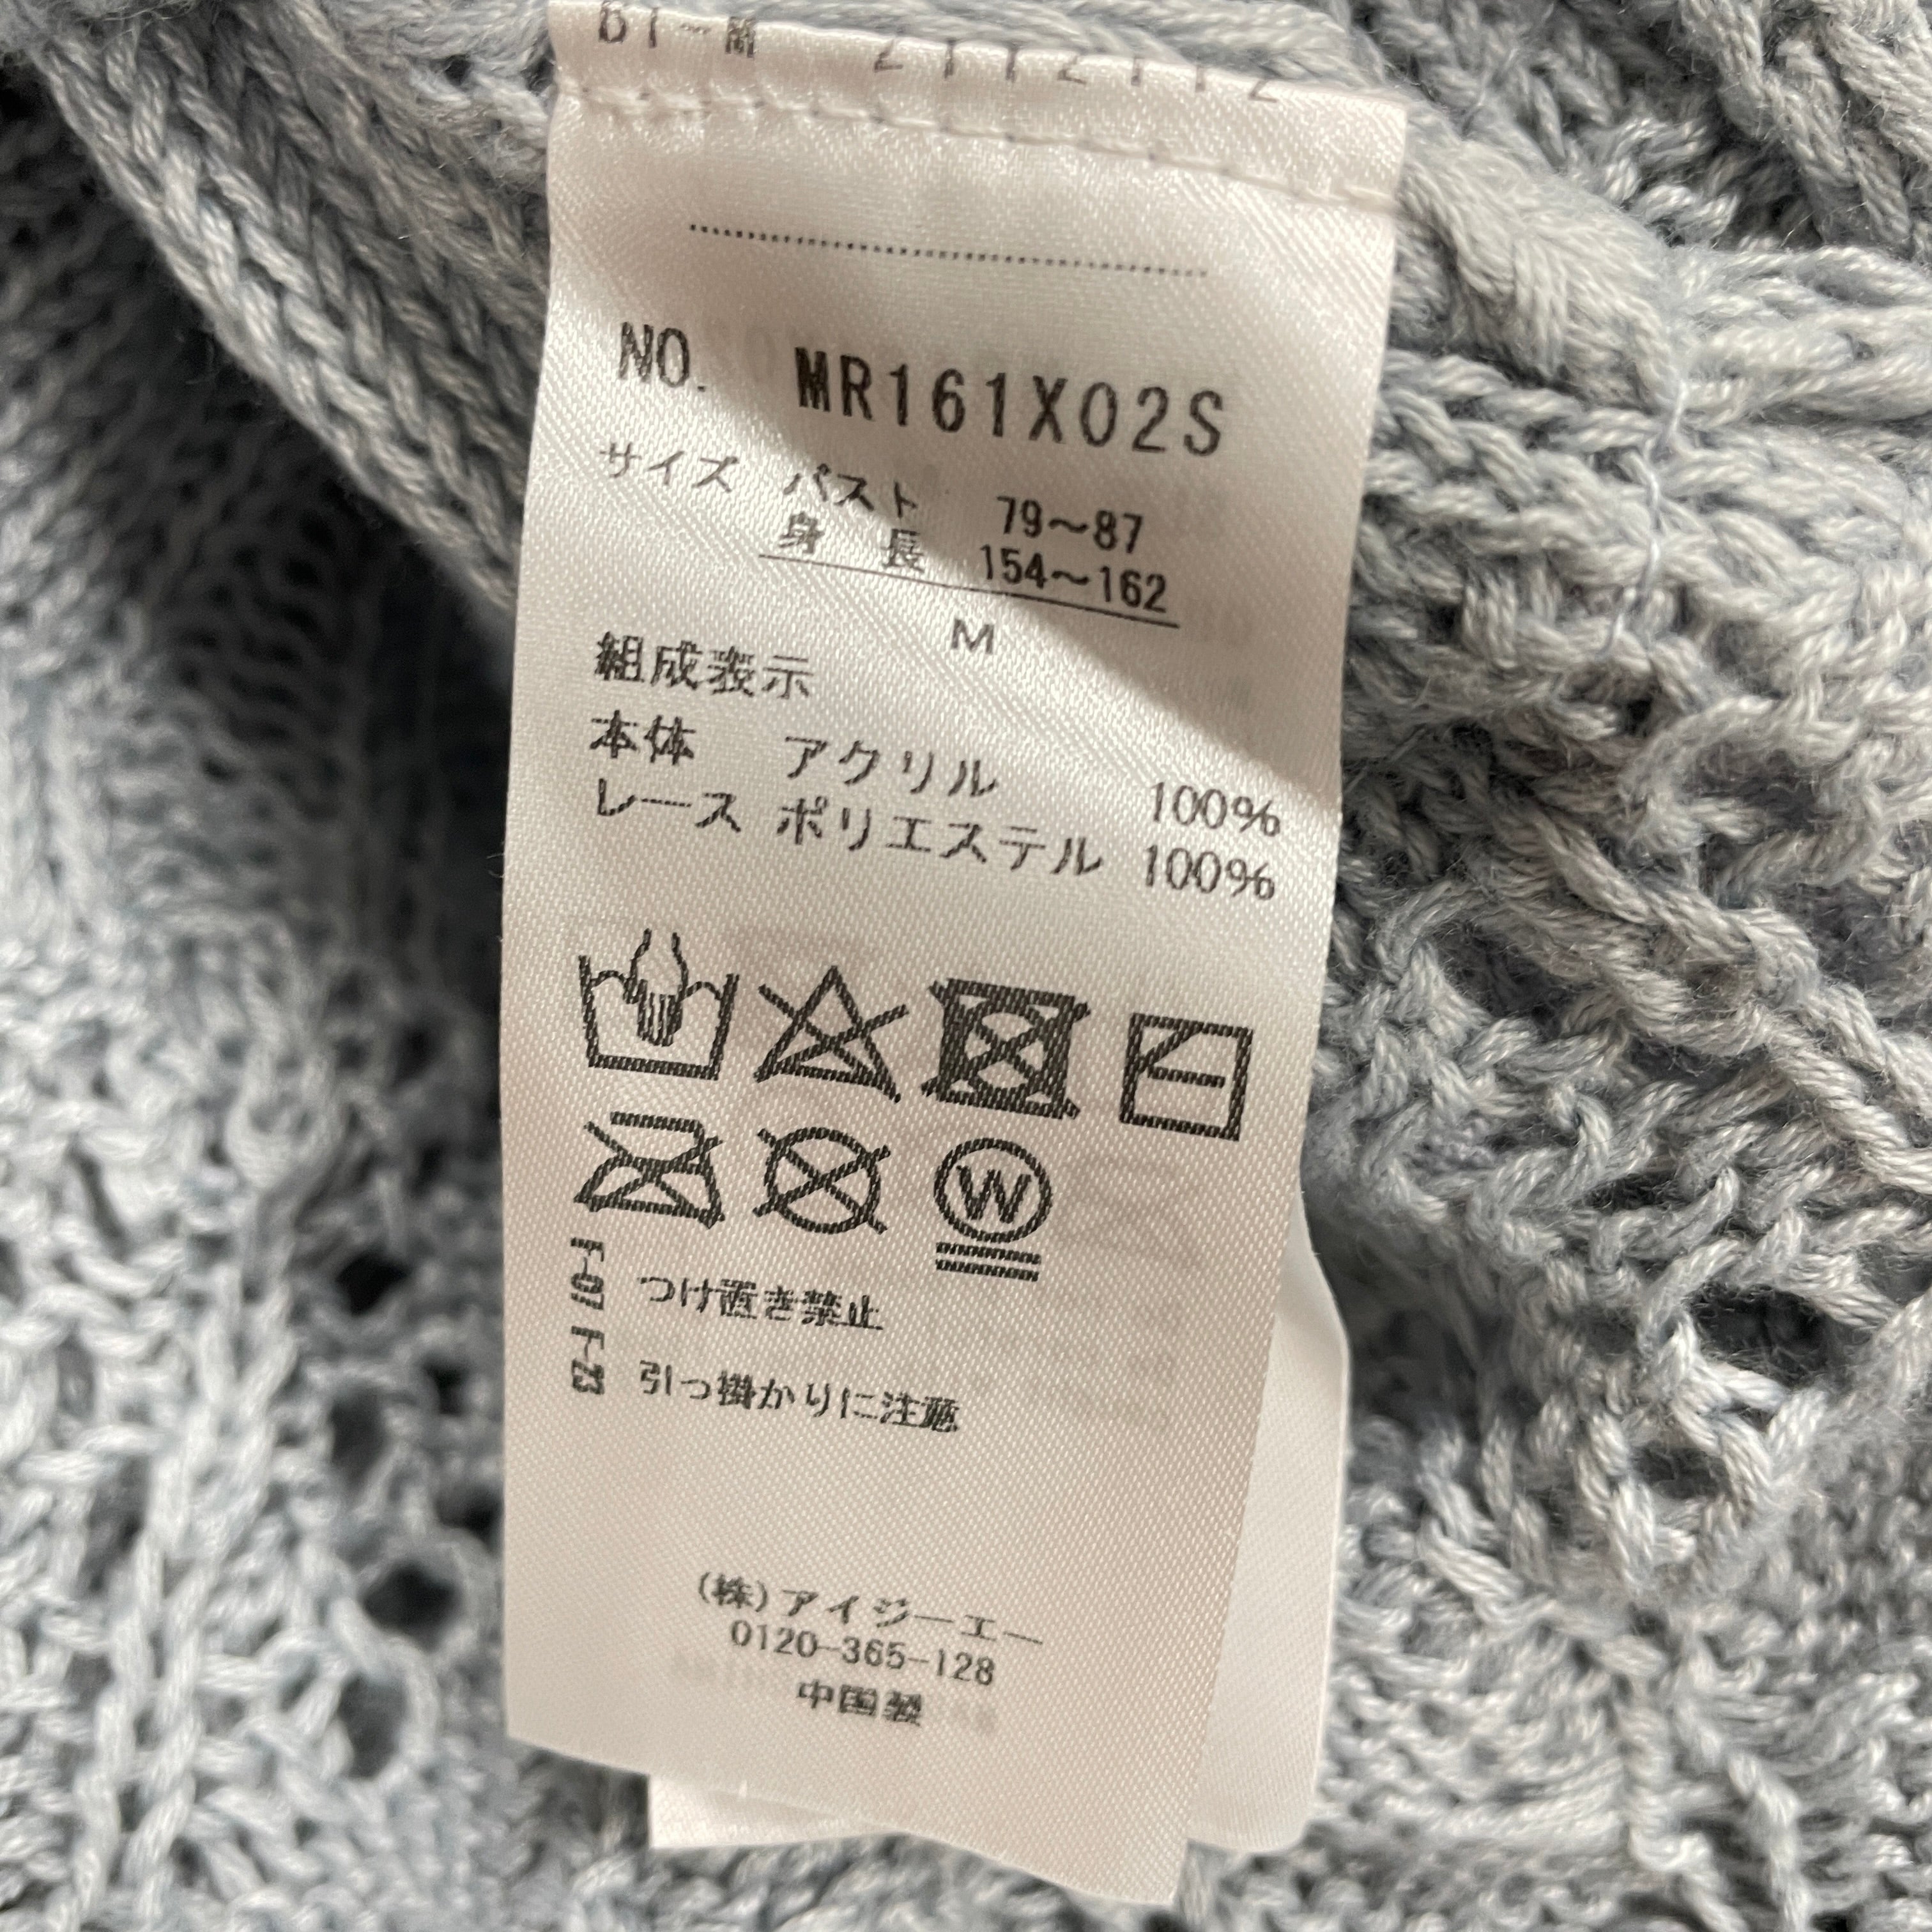 NO. MR161X02S
サイズ バスト 79〜87
身 長 154〜162
M
組成表示
本体 アクリル 100%
レース ポリエステル 100%
W
F-07 つけ置き禁止
F-23 引っ掛かりに注意
(株)アイジーエー
0120-365-128
中国製